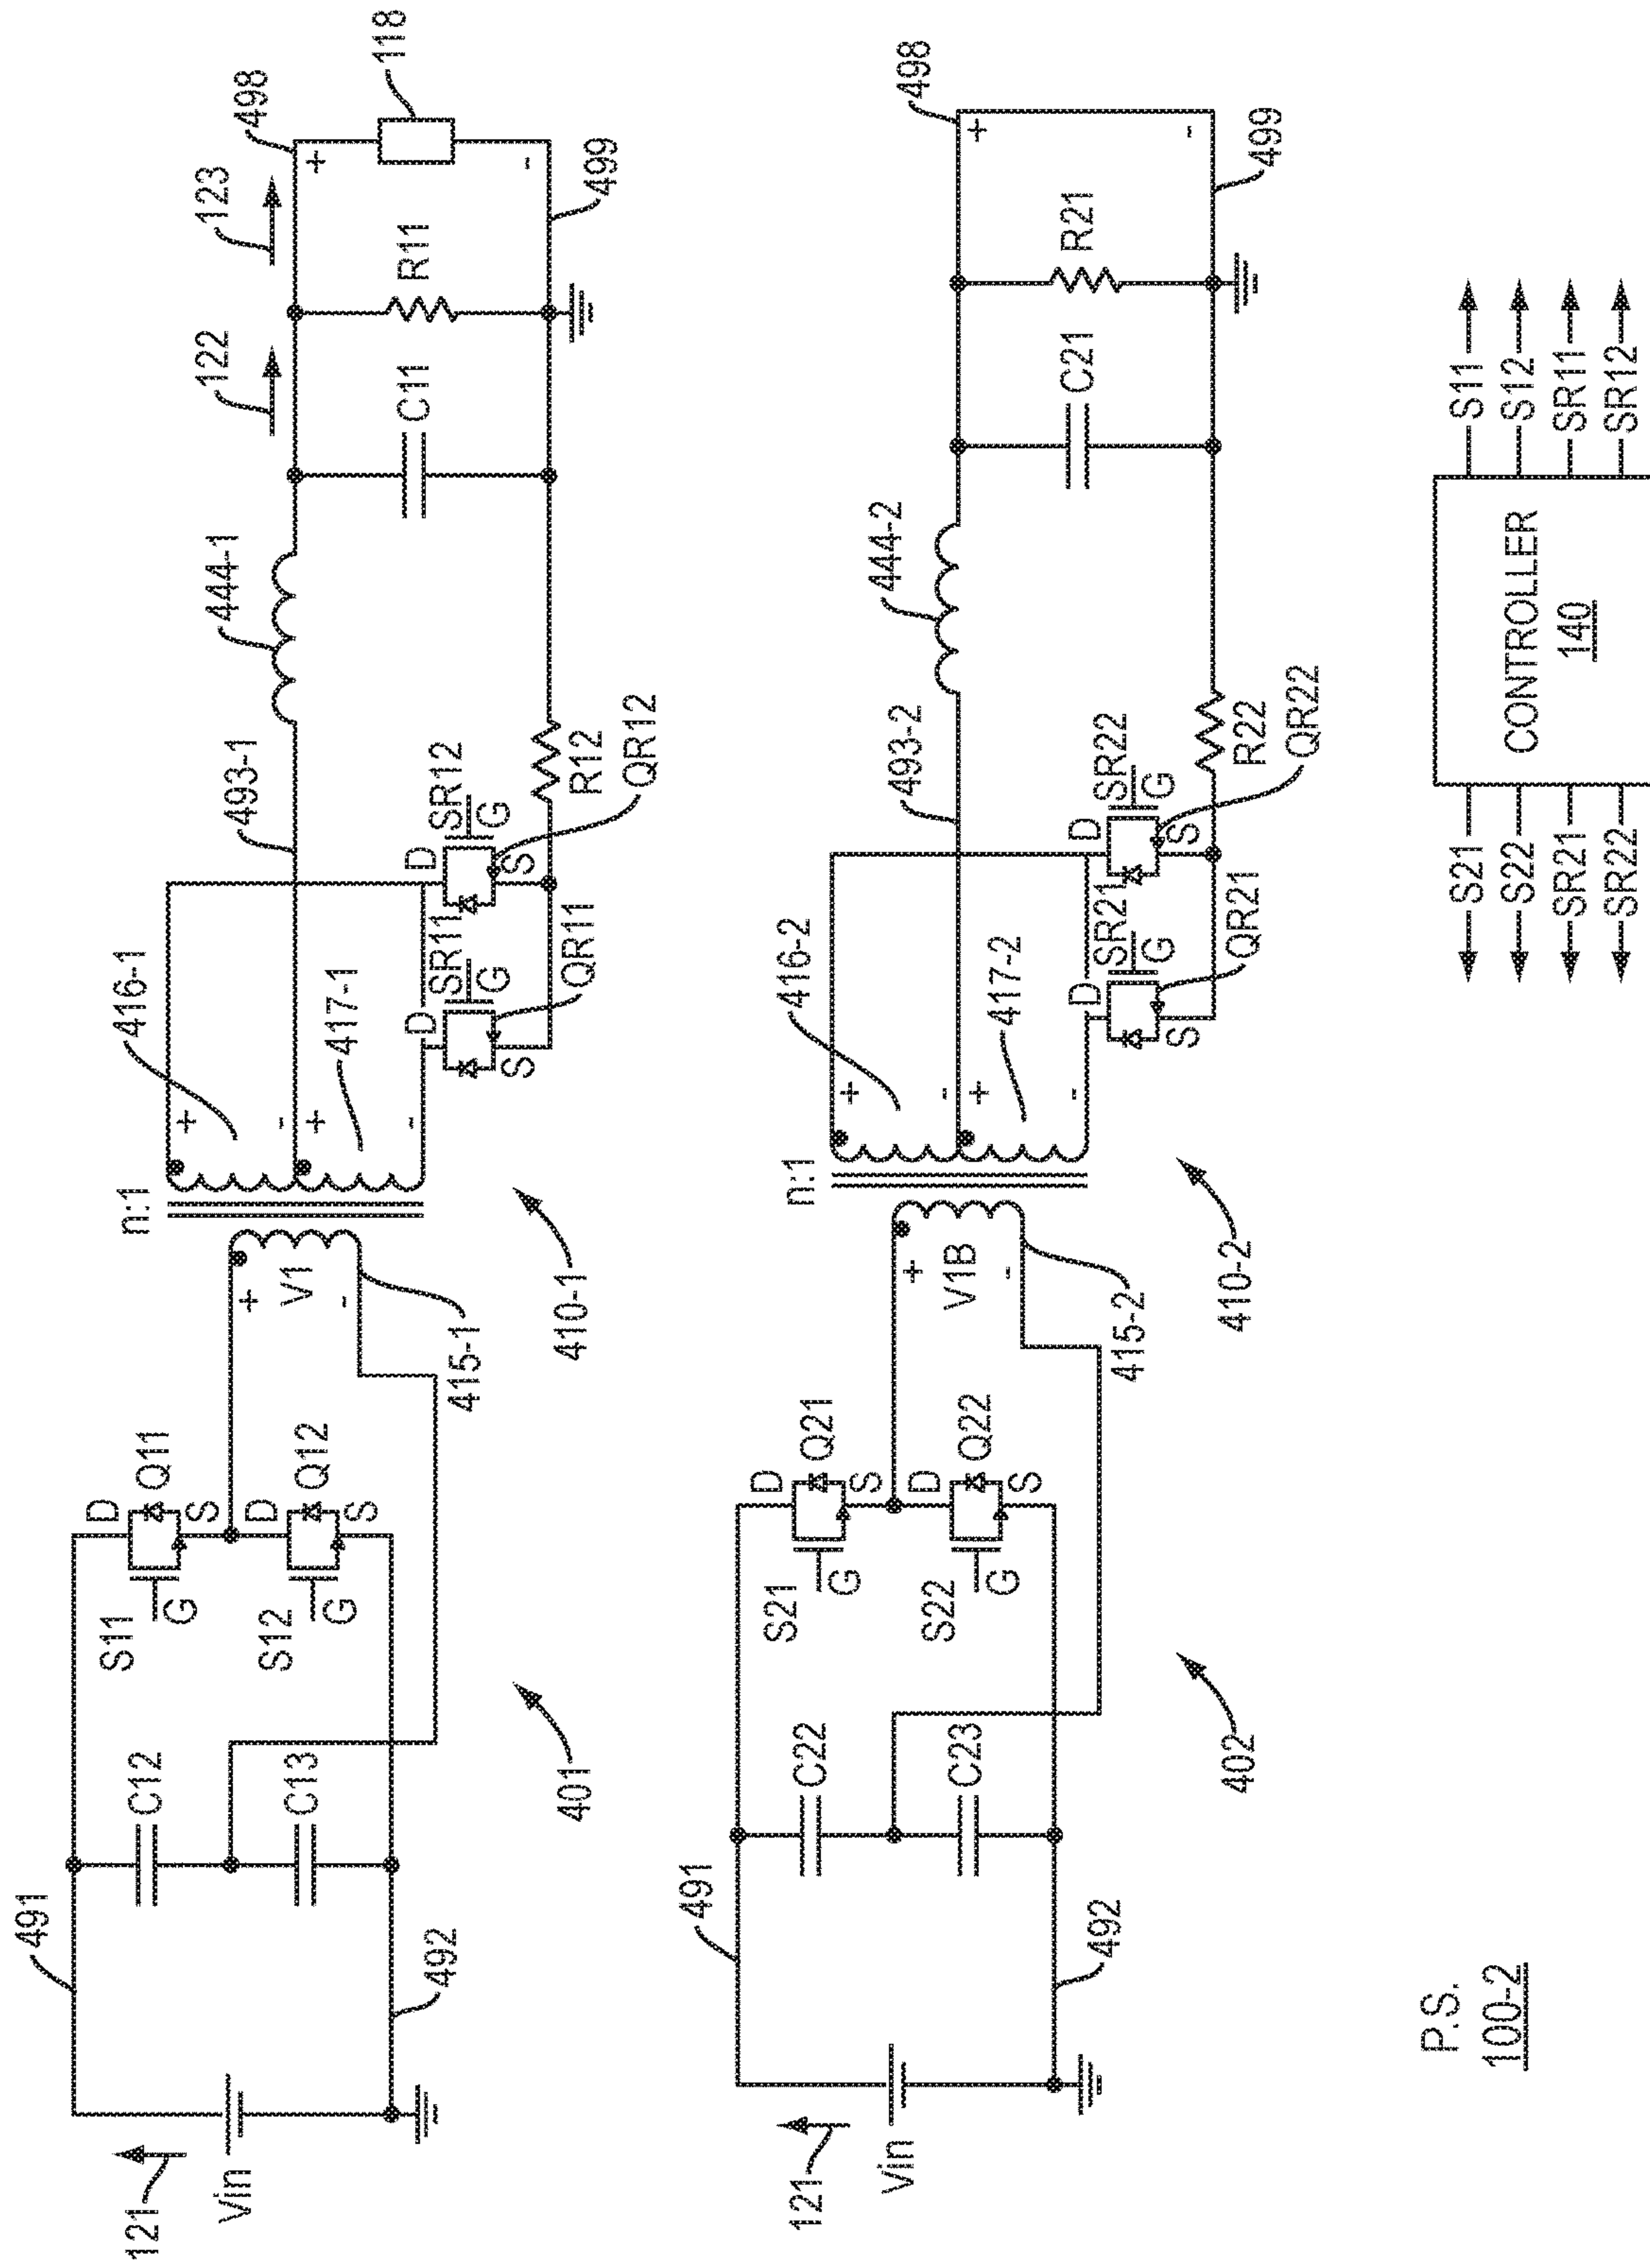 491
121
Vin
492
C12
C13
S11
G
D
Q11
S
S12
G
D
Q12
S
401
n:1
+
V1
-
415-1
410-1
416-1
+
-
417-1
+
-
493-1
D
SR11
G
S
QR11
D
SR12
G
S
QR12
R12
444-1
C11
122
R11
123
498
+
-
118
499
491
121
Vin
492
C22
C23
S21
G
D
Q21
S
S22
G
D
Q22
S
402
n:1
+
V1B
-
415-2
410-2
416-2
+
-
417-2
+
-
493-2
D
SR21
G
S
QR21
D
SR22
G
S
QR22
R22
444-2
C21
R21
498
+
-
499
P.S.
100-2
S21
S22
SR21
SR22
CONTROLLER
140
S11
S12
SR11
SR12